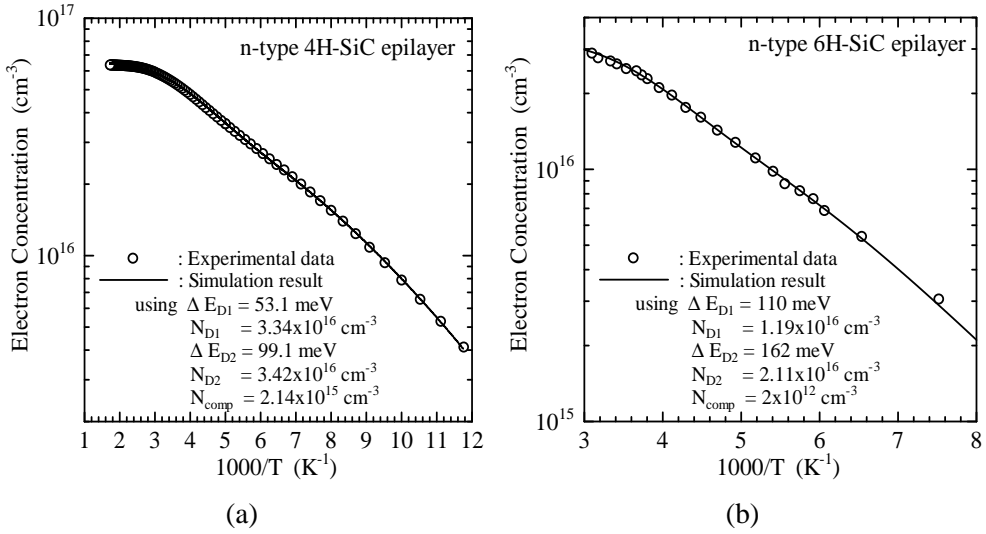 10^17
n-type 4H-SiC epilayer
Electron Concentration (cm^-3)
10^16
: Experimental data
: Simulation result
using Δ E_D1 = 53.1 meV
N_D1 = 3.34x10^16 cm^-3
Δ E_D2 = 99.1 meV
N_D2 = 3.42x10^16 cm^-3
N_comp = 2.14x10^15 cm^-3
1 2 3 4 5 6 7 8 9 10 11 12
1000/T (K^-1)
(a)
n-type 6H-SiC epilayer
Electron Concentration (cm^-3)
10^16
: Experimental data
: Simulation result
using Δ E_D1 = 110 meV
N_D1 = 1.19x10^16 cm^-3
Δ E_D2 = 162 meV
N_D2 = 2.11x10^16 cm^-3
N_comp = 2x10^12 cm^-3
10^15
3 4 5 6 7 8
1000/T (K^-1)
(b)